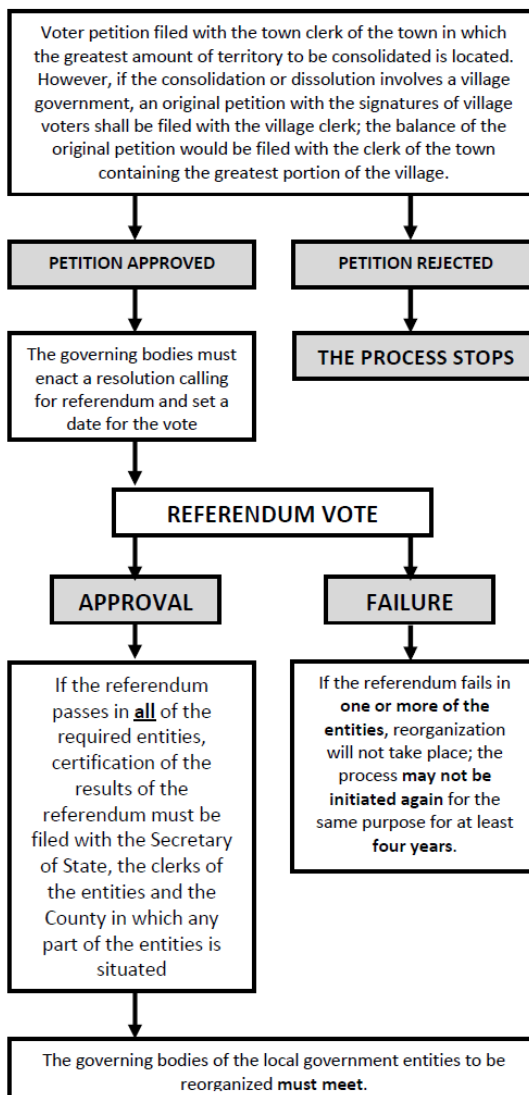 Voter petition filed with the town clerk of the town in which
the greatest amount of territory to be consolidated is located.
However, if the consolidation or dissolution involves a village
government, an original petition with the signatures of village
voters shall be filed with the village clerk; the balance of the
original petition would be filed with the clerk of the town
containing the greatest portion of the village.
PETITION APPROVED
PETITION REJECTED
The governing bodies must
enact a resolution calling
for referendum and set a
date for the vote
THE PROCESS STOPS
REFERENDUM VOTE
APPROVAL
FAILURE
If the referendum
passes in all of the
required entities,
certification of the
results of the
referendum must be
filed with the Secretary
of State, the clerks of
the entities and the
County in which any
part of the entities is
situated
If the referendum fails in
one or more of the
entities, reorganization
will not take place; the
process may not be
initiated again for the
same purpose for at least
four years.
The governing bodies of the local government entities to be
reorganized must meet.